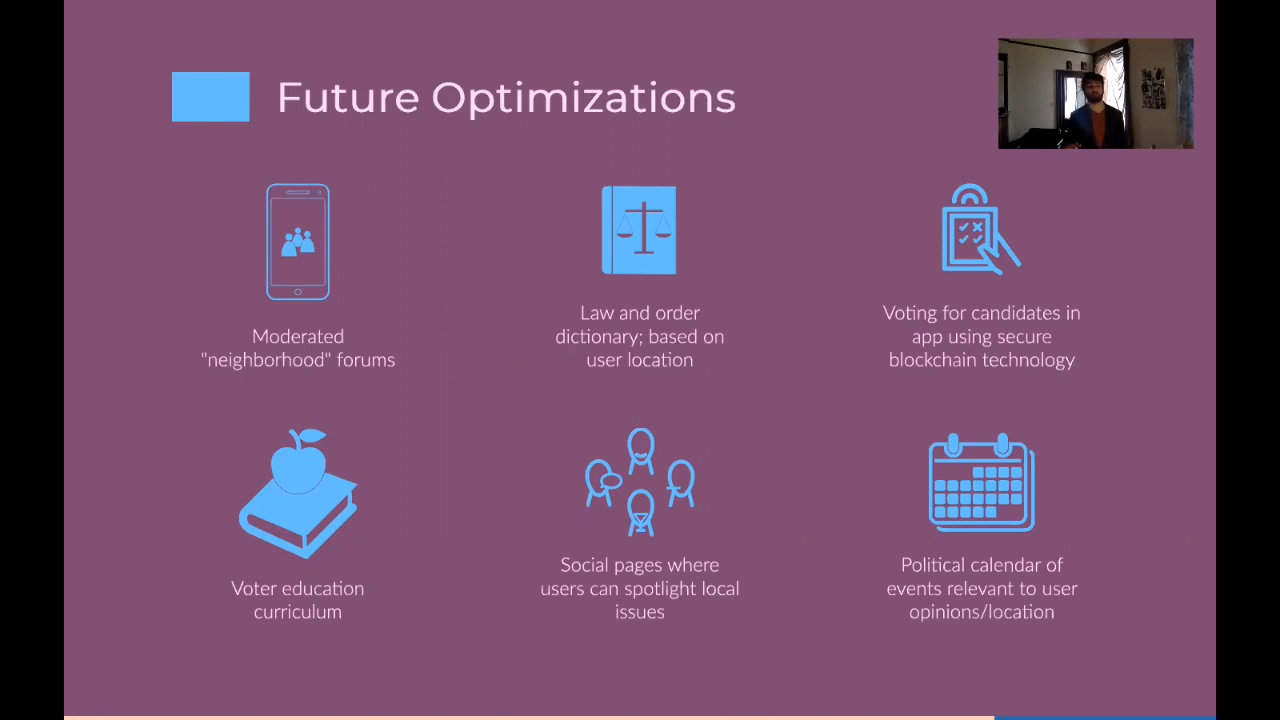 Future Optimizations
Moderated
"neighborhood" forums
Law and order
dictionary; based on
user location
Voting for candidates in
app using secure
blockchain technology
Voter education
curriculum
Social pages where
users can spotlight local
issues
Political calendar of
events relevant to user
opinions/location